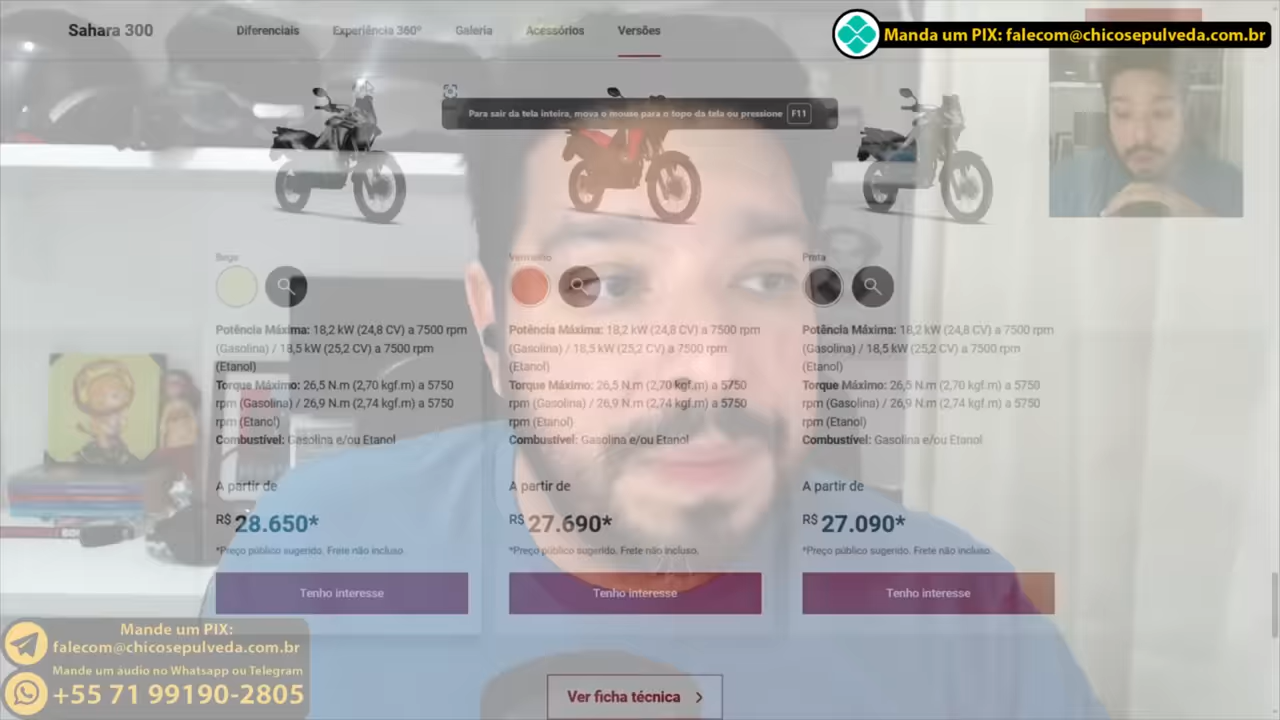 Sahara 300
Diferenciais
Experiência 360º
Galeria
Acessórios
Versões
Manda um PIX: falecom@chicosepulveda.com.br
Para sair da tela inteira, mova o mouse para o topo da tela ou pressione F11
Bege
Potência Máxima: 18,2 kW (24,8 CV) a 7500 rpm
(Gasolina) / 18,5 kW (25,2 CV) a 7500 rpm
(Etanol)
Torque Máximo: 26,5 N.m (2,70 kgf.m) a 5750
rpm (Gasolina) / 26,9 N.m (2,74 kgf.m) a 5750
rpm (Etanol)
Combustível: Gasolina e/ou Etanol
A partir de
R$ 28.650*
*Preço público sugerido. Frete não incluso.
Tenho interesse
Vermelho
Potência Máxima: 18,2 kW (24,8 CV) a 7500 rpm
(Gasolina) / 18,5 kW (25,2 CV) a 7500 rpm
(Etanol)
Torque Máximo: 26,5 N.m (2,70 kgf.m) a 5750
rpm (Gasolina) / 26,9 N.m (2,74 kgf.m) a 5750
rpm (Etanol)
Combustível: Gasolina e/ou Etanol
A partir de
R$ 27.690*
*Preço público sugerido. Frete não incluso.
Tenho interesse
Prata
Potência Máxima: 18,2 kW (24,8 CV) a 7500 rpm
(Gasolina) / 18,5 kW (25,2 CV) a 7500 rpm
(Etanol)
Torque Máximo: 26,5 N.m (2,70 kgf.m) a 5750
rpm (Gasolina) / 26,9 N.m (2,74 kgf.m) a 5750
rpm (Etanol)
Combustível: Gasolina e/ou Etanol
A partir de
R$ 27.090*
*Preço público sugerido. Frete não incluso.
Tenho interesse
Ver ficha técnica
Mande um PIX:
falecom@chicosepulveda.com.br
Mande um áudio no Whatsapp ou Telegram
+55 71 99190-2805